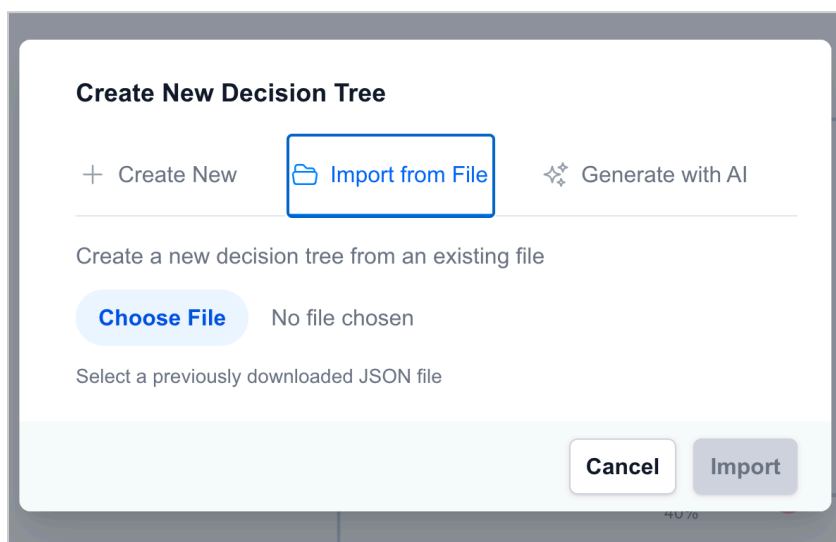 Create New Decision Tree
Create New Import from File Generate with AI
Create a new decision tree from an existing file
Choose File No file chosen
Select a previously downloaded JSON file
Cancel Import
40%